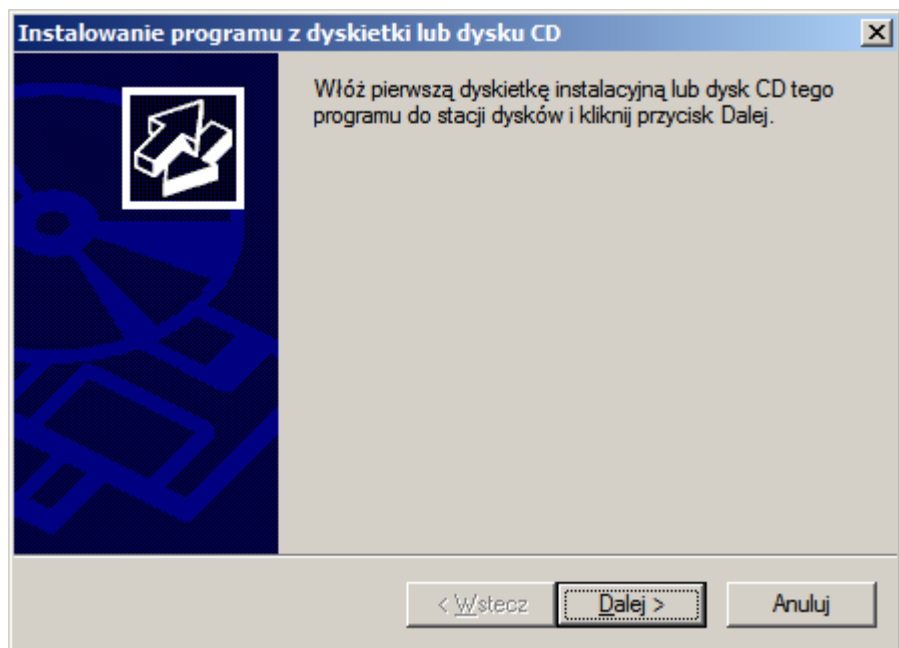 Instalowanie programu z dyskietki lub dysku CD
Włóż pierwszą dyskietkę instalacyjną lub dysk CD tego
programu do stacji dysków i kliknij przycisk Dalej.
< Wstecz
Dalej >
Anuluj